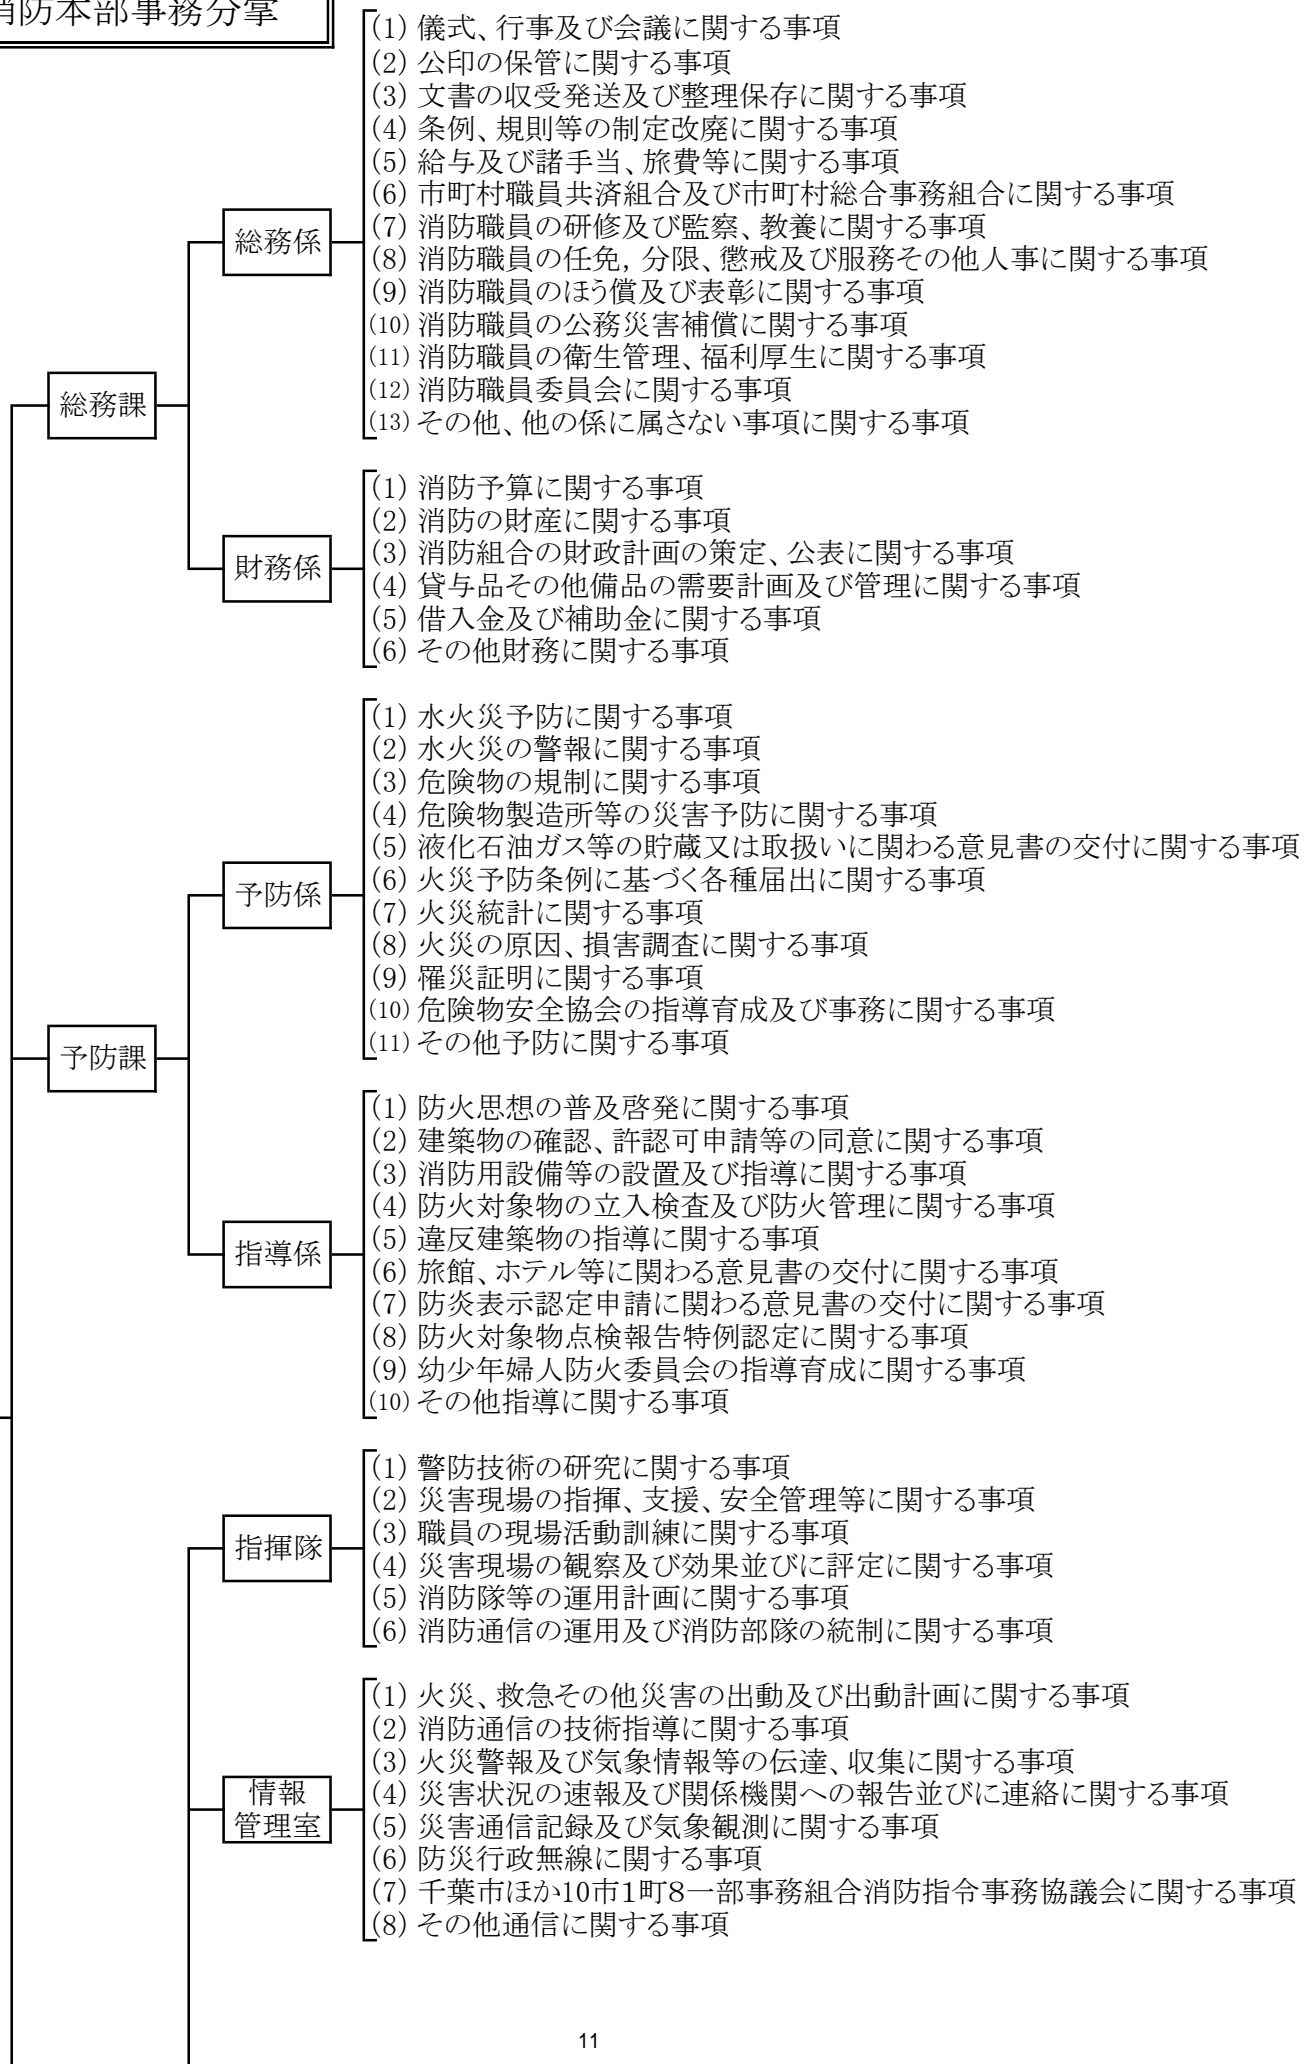 消防本部事務分掌
総務課
総務係
(1) 儀式、行事及び会議に関する事項
(2) 公印の保管に関する事項
(3) 文書の収受発送及び整理保存に関する事項
(4) 条例、規則等の制定改廃に関する事項
(5) 給与及び諸手当、旅費等に関する事項
(6) 市町村職員共済組合及び市町村総合事務組合に関する事項
(7) 消防職員の研修及び監察、教養に関する事項
(8) 消防職員の任免, 分限、懲戒及び服務その他人事に関する事項
(9) 消防職員のほう償及び表彰に関する事項
(10) 消防職員の公務災害補償に関する事項
(11) 消防職員の衛生管理、福利厚生に関する事項
(12) 消防職員委員会に関する事項
(13) その他、他の係に属さない事項に関する事項
財務係
(1) 消防予算に関する事項
(2) 消防の財産に関する事項
(3) 消防組合の財政計画の策定、公表に関する事項
(4) 貸与品その他備品の需要計画及び管理に関する事項
(5) 借入金及び補助金に関する事項
(6) その他財務に関する事項
予防課
予防係
(1) 水火災予防に関する事項
(2) 水火災の警報に関する事項
(3) 危険物の規制に関する事項
(4) 危険物製造所等の災害予防に関する事項
(5) 液化石油ガス等の貯蔵又は取扱いに関わる意見書の交付に関する事項
(6) 火災予防条例に基づく各種届出に関する事項
(7) 火災統計に関する事項
(8) 火災の原因、損害調査に関する事項
(9) 罹災証明に関する事項
(10) 危険物安全協会の指導育成及び事務に関する事項
(11) その他予防に関する事項
指導係
(1) 防火思想の普及啓発に関する事項
(2) 建築物の確認、許認可申請等の同意に関する事項
(3) 消防用設備等の設置及び指導に関する事項
(4) 防火対象物の立入検査及び防火管理に関する事項
(5) 違反建築物の指導に関する事項
(6) 旅館、ホテル等に関わる意見書の交付に関する事項
(7) 防炎表示認定申請に関わる意見書の交付に関する事項
(8) 防火対象物点検報告特例認定に関する事項
(9) 幼少年婦人防火委員会の指導育成に関する事項
(10) その他指導に関する事項
指揮隊
(1) 警防技術の研究に関する事項
(2) 災害現場の指揮、支援、安全管理等に関する事項
(3) 職員の現場活動訓練に関する事項
(4) 災害現場の観察及び効果並びに評定に関する事項
(5) 消防隊等の運用計画に関する事項
(6) 消防通信の運用及び消防部隊の統制に関する事項
情報
管理室
(1) 火災、救急その他災害の出動及び出動計画に関する事項
(2) 消防通信の技術指導に関する事項
(3) 火災警報及び気象情報等の伝達、収集に関する事項
(4) 災害状況の速報及び関係機関への報告並びに連絡に関する事項
(5) 災害通信記録及び気象観測に関する事項
(6) 防災行政無線に関する事項
(7) 千葉市ほか10市1町８一部事務組合消防指令事務協議会に関する事項
(8) その他通信に関する事項
11